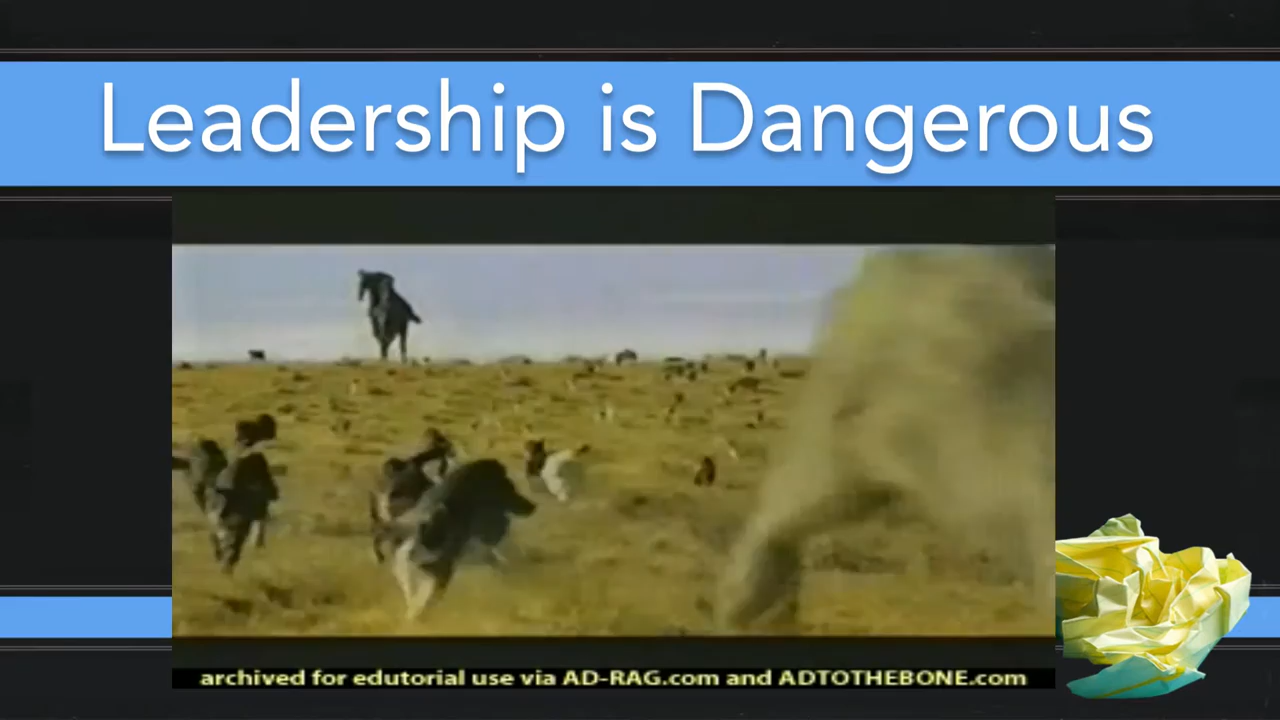 Leadership is Dangerous
archived for edutorial use via AD-RAG.com and ADTOTHEBONE.com